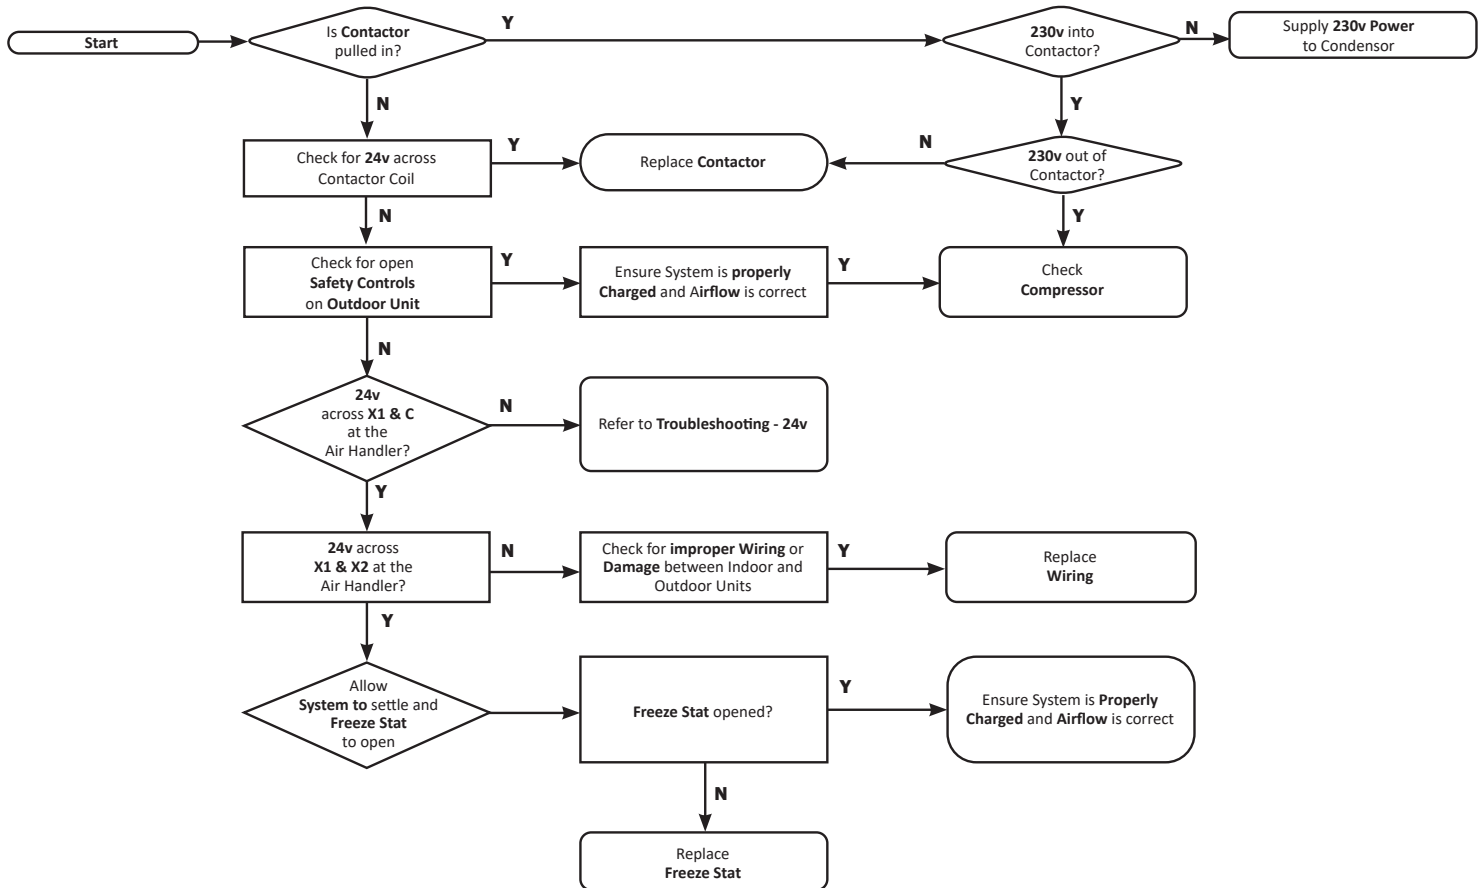 Start
Is Contactor
pulled in?
Y
230v into
Contactor?
N
Supply 230v Power
to Condensor
N
Y
Check for 24v across
Contactor Coil
Y
Replace Contactor
N
230v out of
Contactor?
N
Y
Check for open
Safety Controls
on Outdoor Unit
Y
Ensure System is properly
Charged and Airflow is correct
Y
Check
Compressor
N
24v
across X1 & C
at the
Air Handler?
N
Refer to Troubleshooting - 24v
Y
24v across
X1 & X2 at the
Air Handler?
N
Check for improper Wiring or
Damage between Indoor and
Outdoor Units
Y
Replace
Wiring
Y
Allow
System to settle and
Freeze Stat
to open
Freeze Stat opened?
Y
Ensure System is Properly
Charged and Airflow is correct
N
Replace
Freeze Stat